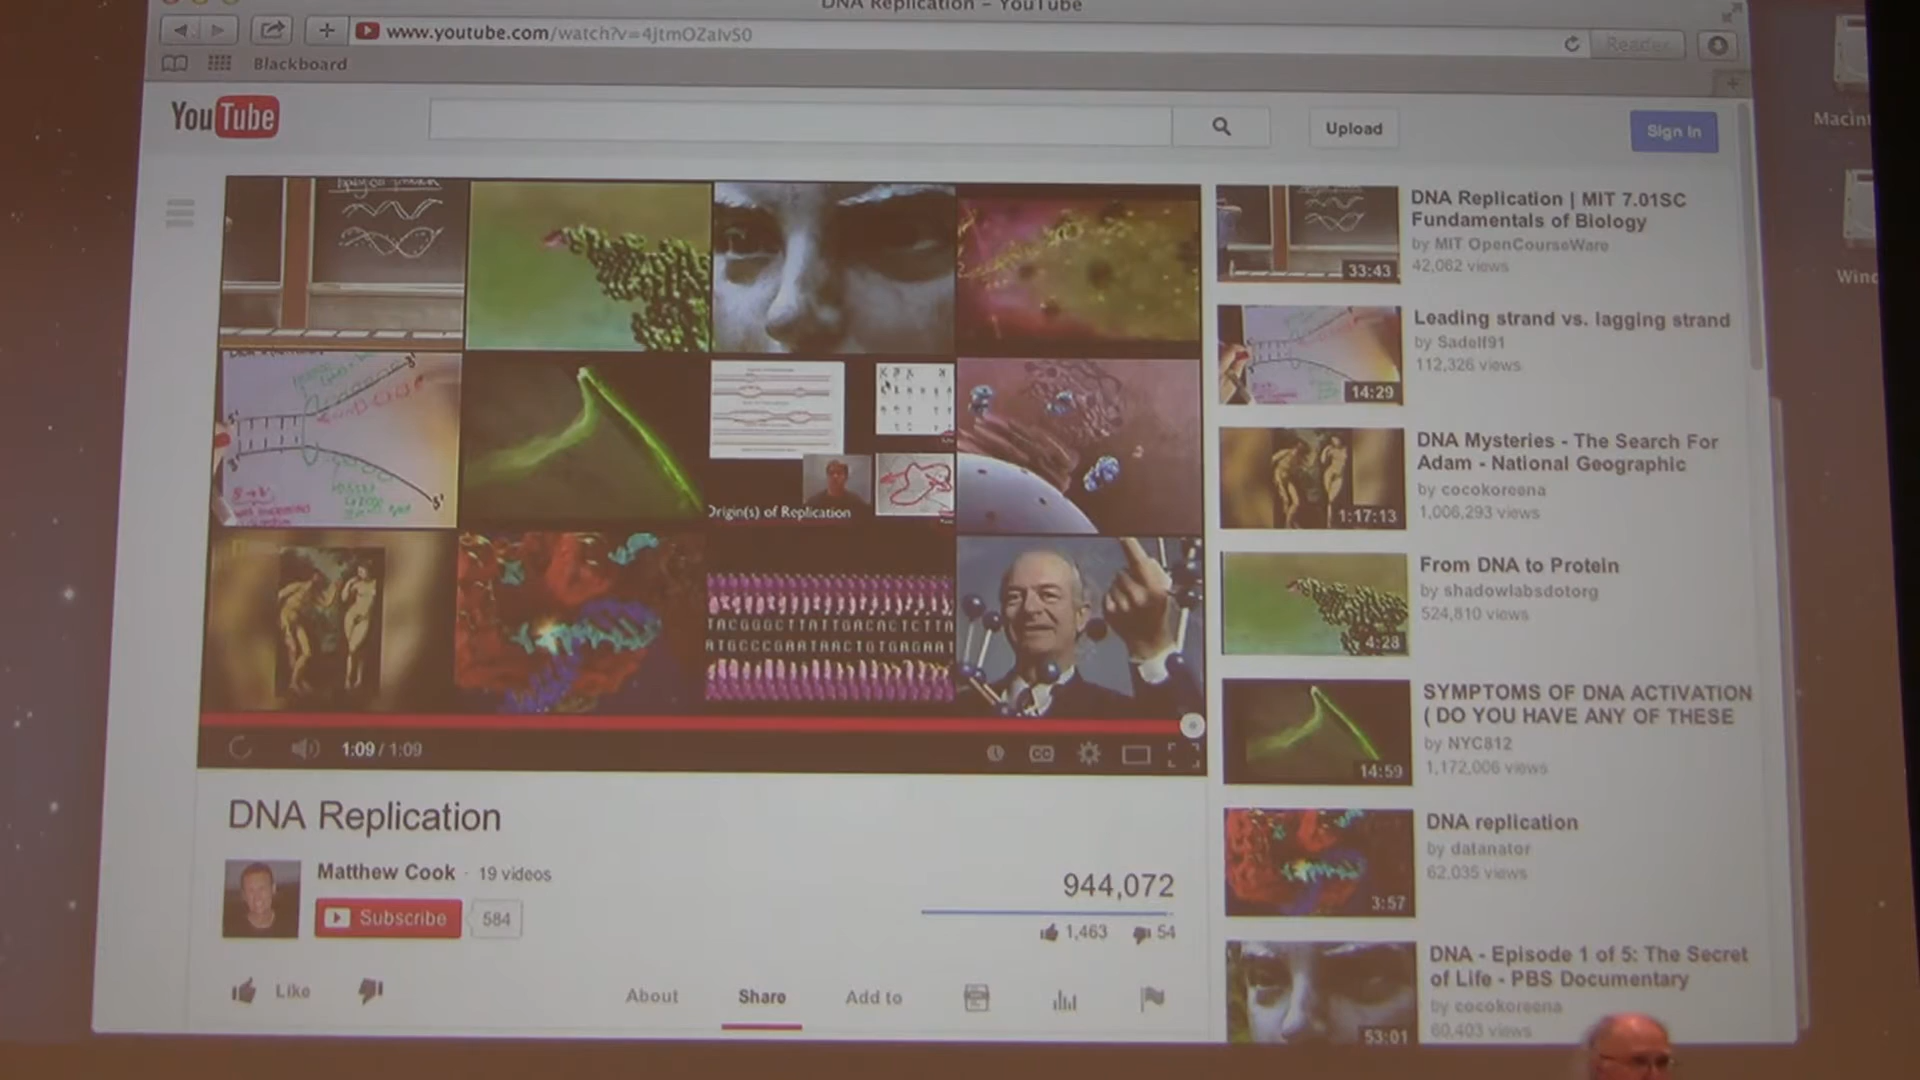 DNA Replication – YouTube
www.youtube.com/watch?v=4jtmOZaIvS0
Reader
Blackboard
YouTube
Upload
Sign In
Origin(s) of Replication
TACGGGCTTATTGACACTCTTA
ATGCCCGAATAACTGTGAGAAT
1:09 / 1:09
CC
DNA Replication
Matthew Cook · 19 videos
Subscribe
584
944,072
1,463
54
Like
About
Share
Add to
DNA Replication | MIT 7.01SC
Fundamentals of Biology
by MIT OpenCourseWare
42,062 views
33:43
Leading strand vs. lagging strand
by Sadelf91
112,326 views
14:29
DNA Mysteries - The Search For
Adam - National Geographic
by cocokoreena
1,006,293 views
1:17:13
From DNA to Protein
by shadowlabsdotorg
524,810 views
4:28
SYMPTOMS OF DNA ACTIVATION
( DO YOU HAVE ANY OF THESE
by NYC812
1,172,006 views
14:59
DNA replication
by datanator
62,035 views
3:57
DNA - Episode 1 of 5: The Secret
of Life - PBS Documentary
by cocokoreena
60,403 views
53:01
Macint
Wind